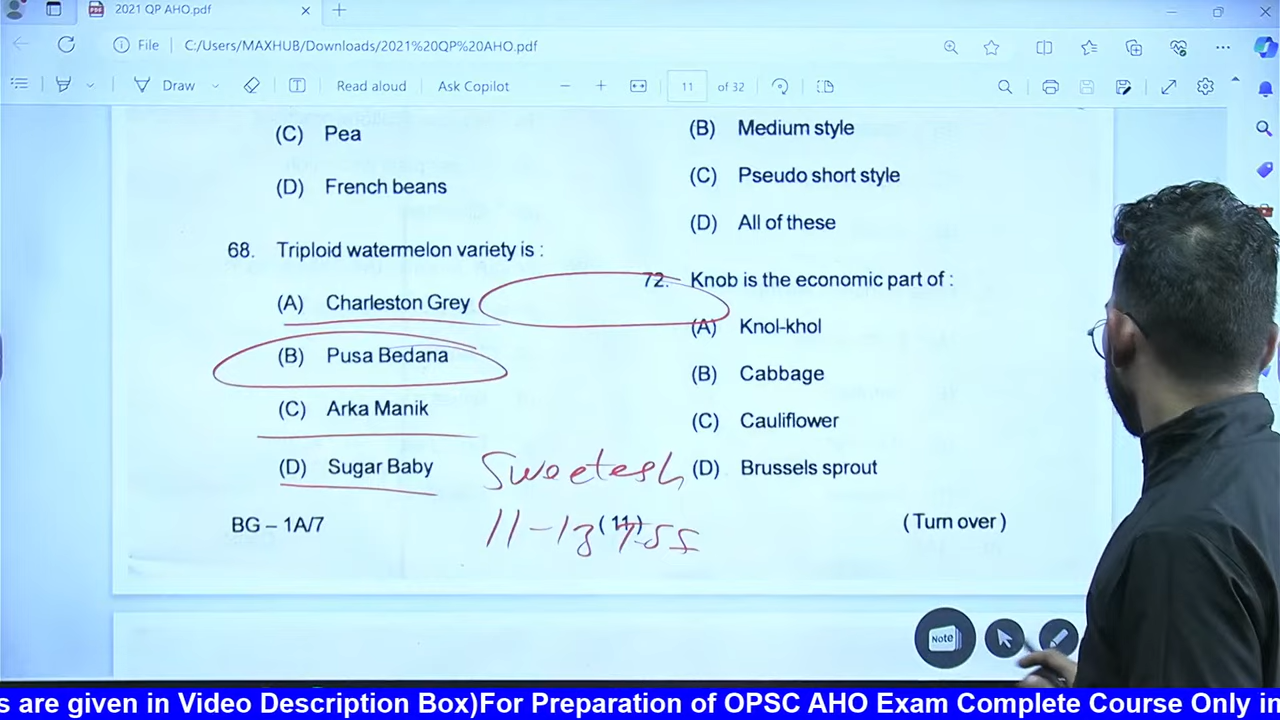 2021 QP AHO.pdf
File C:/Users/MAXHUB/Downloads/2021%20QP%20AHO.pdf
Draw Read aloud Ask Copilot 11 of 32
(C) Pea
(D) French beans
68. Triploid watermelon variety is :
(A) Charleston Grey
(B) Pusa Bedana
(C) Arka Manik
(D) Sugar Baby
Sweetesh
11-13 % TSS
BG – 1A/7
(11)
(B) Medium style
(C) Pseudo short style
(D) All of these
72. Knob is the economic part of :
(A) Knol-khol
(B) Cabbage
(C) Cauliflower
(D) Brussels sprout
(Turn over)
Note
s are given in Video Description Box)For Preparation of OPSC AHO Exam Complete Course Only in